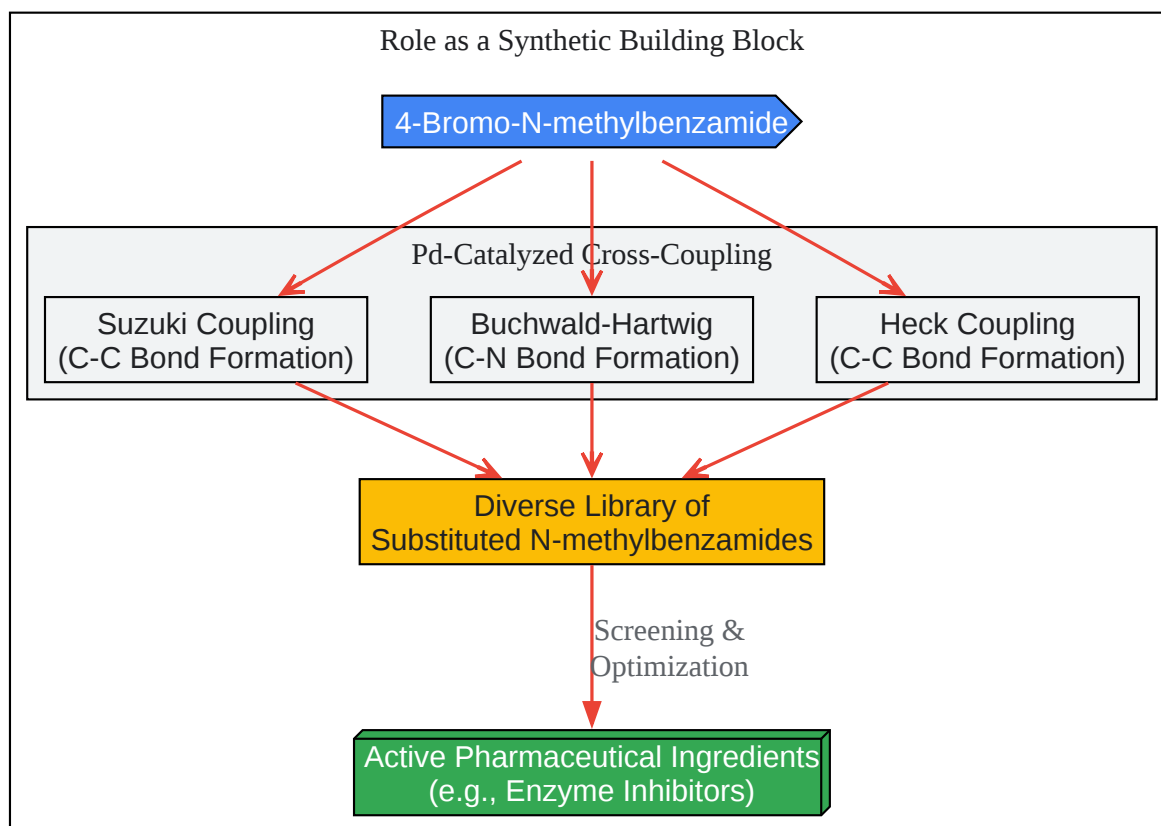 Role as a Synthetic Building Block
4-Bromo-N-methylbenzamide
Pd-Catalyzed Cross-Coupling
Suzuki Coupling
(C-C Bond Formation)
Buchwald-Hartwig
(C-N Bond Formation)
Heck Coupling
(C-C Bond Formation)
Diverse Library of
Substituted N-methylbenzamides
Screening &
Optimization
Active Pharmaceutical Ingredients
(e.g., Enzyme Inhibitors)